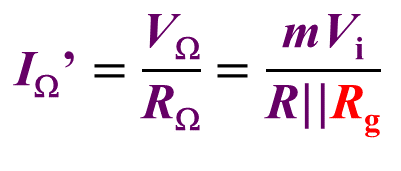 I_Ω’ = V_Ω / R_Ω = mV_i / R||R_g